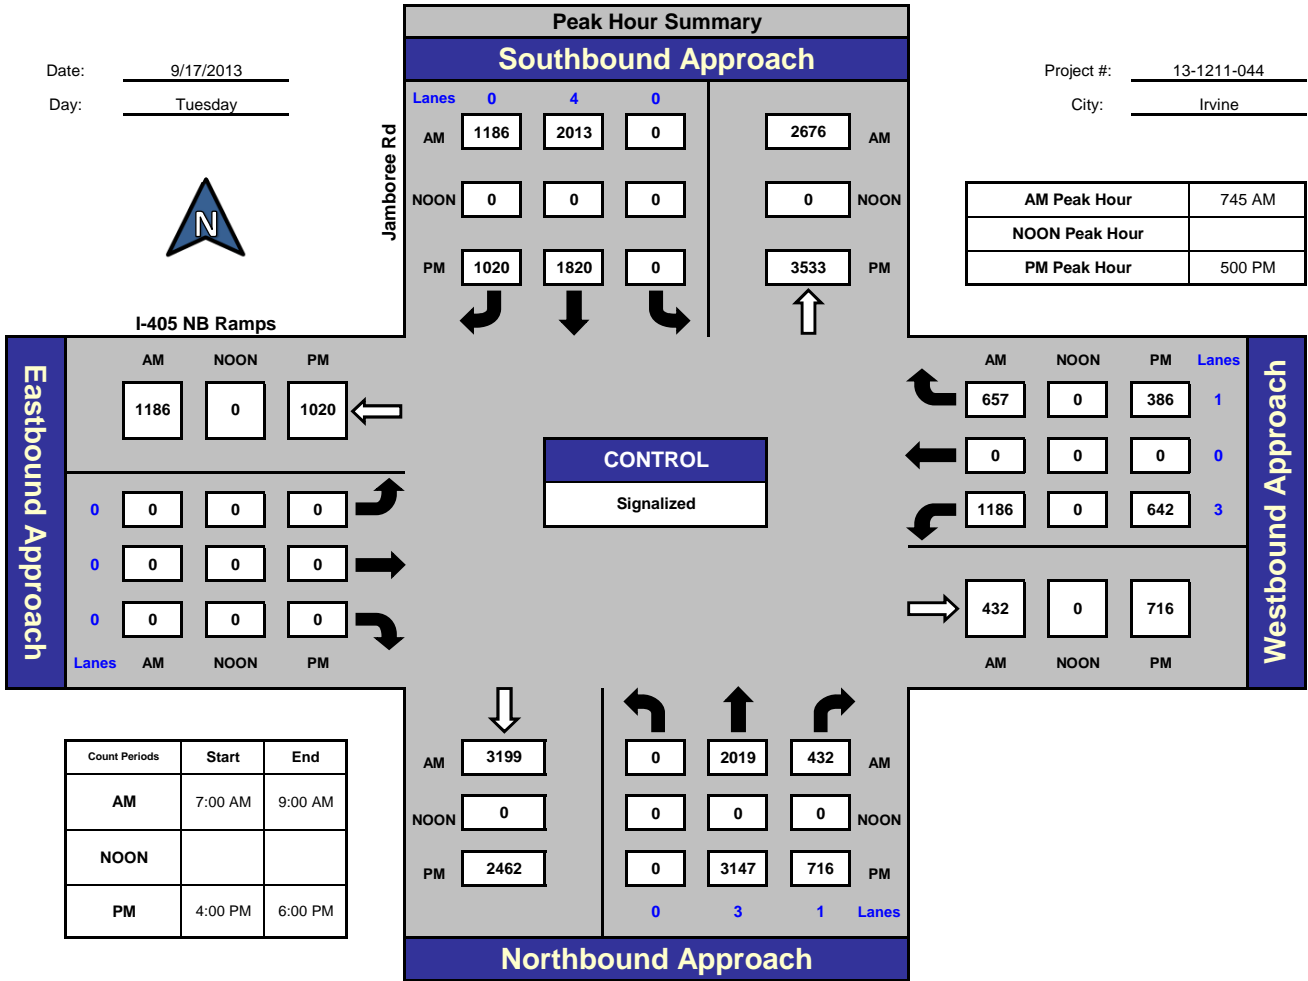 Peak Hour Summary
Southbound Approach
Date: 9/17/2013
Day: Tuesday
Project #: 13-1211-044
City: Irvine
Jamboree Rd
Lanes 0 4 0
AM 1186 2013 0 2676 AM
NOON 0 0 0 0 NOON
PM 1020 1820 0 3533 PM
N
AM Peak Hour 745 AM
NOON Peak Hour
PM Peak Hour 500 PM
I-405 NB Ramps
Eastbound Approach
AM NOON PM
1186 0 1020
0 0 0 0
0 0 0 0
0 0 0 0
Lanes AM NOON PM
CONTROL
Signalized
AM NOON PM Lanes
657 0 386 1
0 0 0 0
1186 0 642 3
432 0 716
AM NOON PM
Westbound Approach
Count Periods Start End
AM 7:00 AM 9:00 AM
NOON
PM 4:00 PM 6:00 PM
AM 3199 0 2019 432 AM
NOON 0 0 0 0 NOON
PM 2462 0 3147 716 PM
0 3 1 Lanes
Northbound Approach